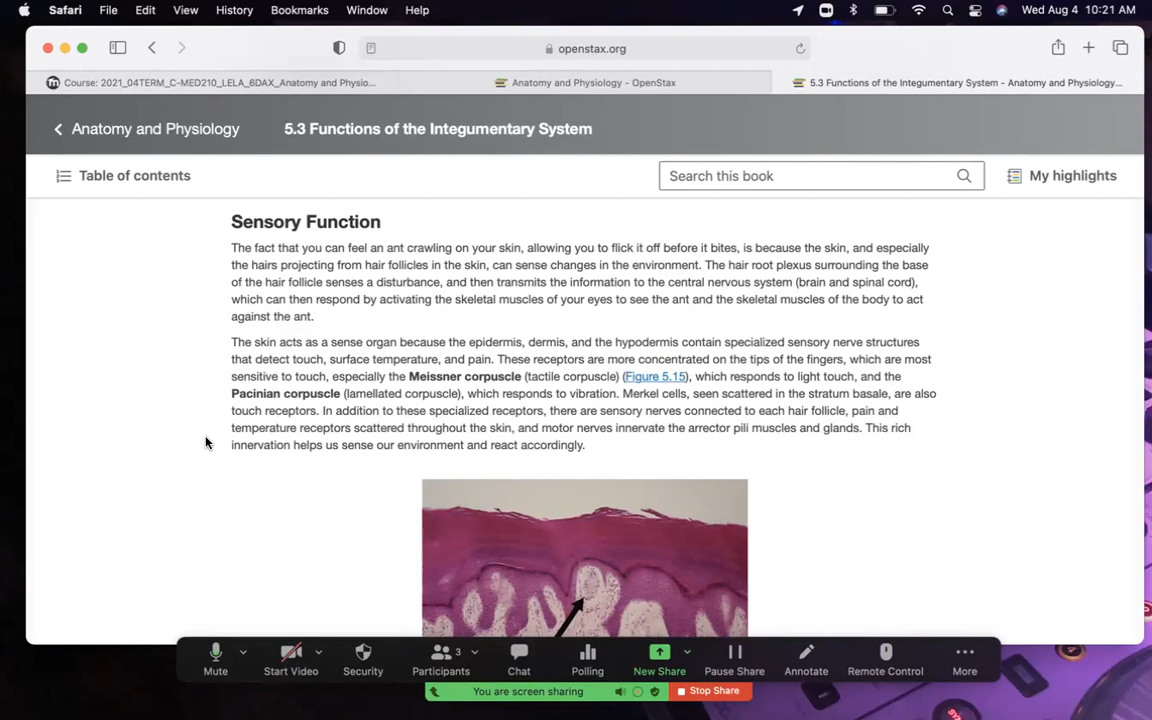 Safari File Edit View History Bookmarks Window Help Wed Aug 4 10:21 AM
openstax.org
Course: 2021_04TERM_C-MED210_LELA_6DAX_Anatomy and Physio... Anatomy and Physiology - OpenStax 5.3 Functions of the Integumentary System - Anatomy and Physiology...
Anatomy and Physiology 5.3 Functions of the Integumentary System
Table of contents Search this book My highlights
Sensory Function
The fact that you can feel an ant crawling on your skin, allowing you to flick it off before it bites, is because the skin, and especially
the hairs projecting from hair follicles in the skin, can sense changes in the environment. The hair root plexus surrounding the base
of the hair follicle senses a disturbance, and then transmits the information to the central nervous system (brain and spinal cord),
which can then respond by activating the skeletal muscles of your eyes to see the ant and the skeletal muscles of the body to act
against the ant.
The skin acts as a sense organ because the epidermis, dermis, and the hypodermis contain specialized sensory nerve structures
that detect touch, surface temperature, and pain. These receptors are more concentrated on the tips of the fingers, which are most
sensitive to touch, especially the Meissner corpuscle (tactile corpuscle) (Figure 5.15), which responds to light touch, and the
Pacinian corpuscle (lamellated corpuscle), which responds to vibration. Merkel cells, seen scattered in the stratum basale, are also
touch receptors. In addition to these specialized receptors, there are sensory nerves connected to each hair follicle, pain and
temperature receptors scattered throughout the skin, and motor nerves innervate the arrector pili muscles and glands. This rich
innervation helps us sense our environment and react accordingly.
3
Mute Start Video Security Participants Chat Polling New Share Pause Share Annotate Remote Control More
You are screen sharing Stop Share